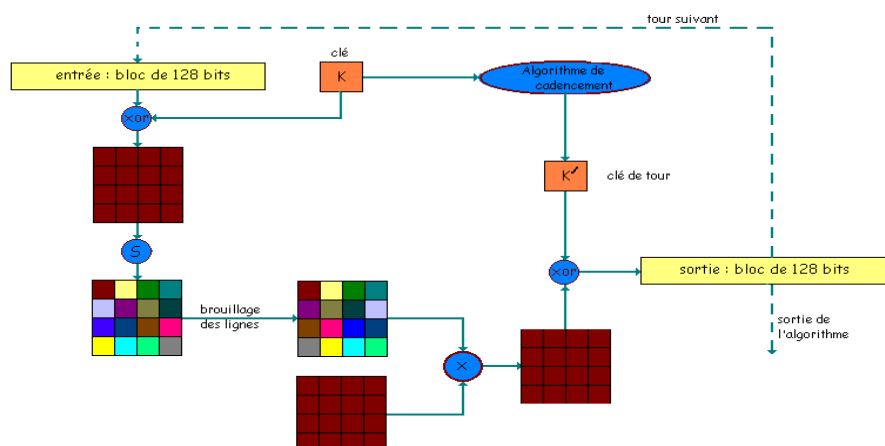 tour suivant
clé
entrée : bloc de 128 bits
K
Algorithme de
cadencement
xor
K'
clé de tour
S
xor
sortie : bloc de 128 bits
brouillage
des lignes
sortie de
l'algorithme
X